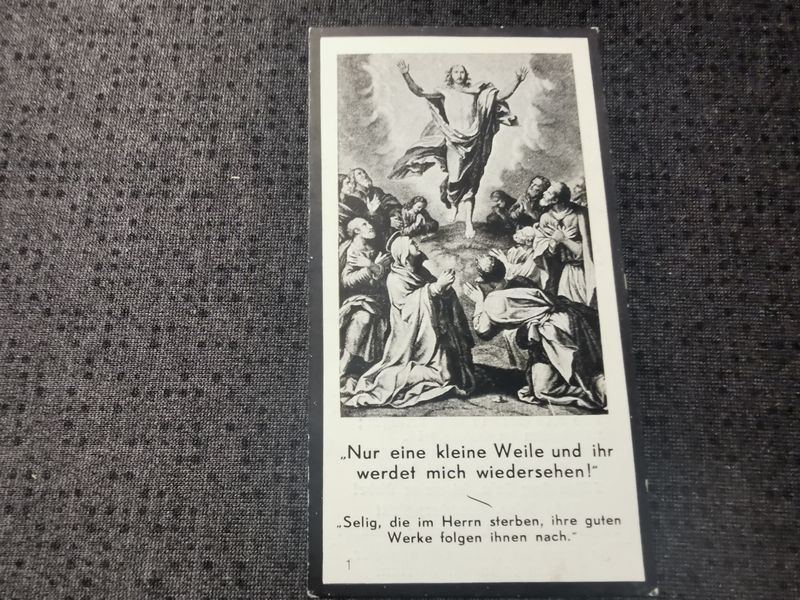 „Nur eine kleine Weile und ihr
werdet mich wiedersehen!“
„Selig, die im Herrn sterben, ihre guten
Werke folgen ihnen nach.“
1